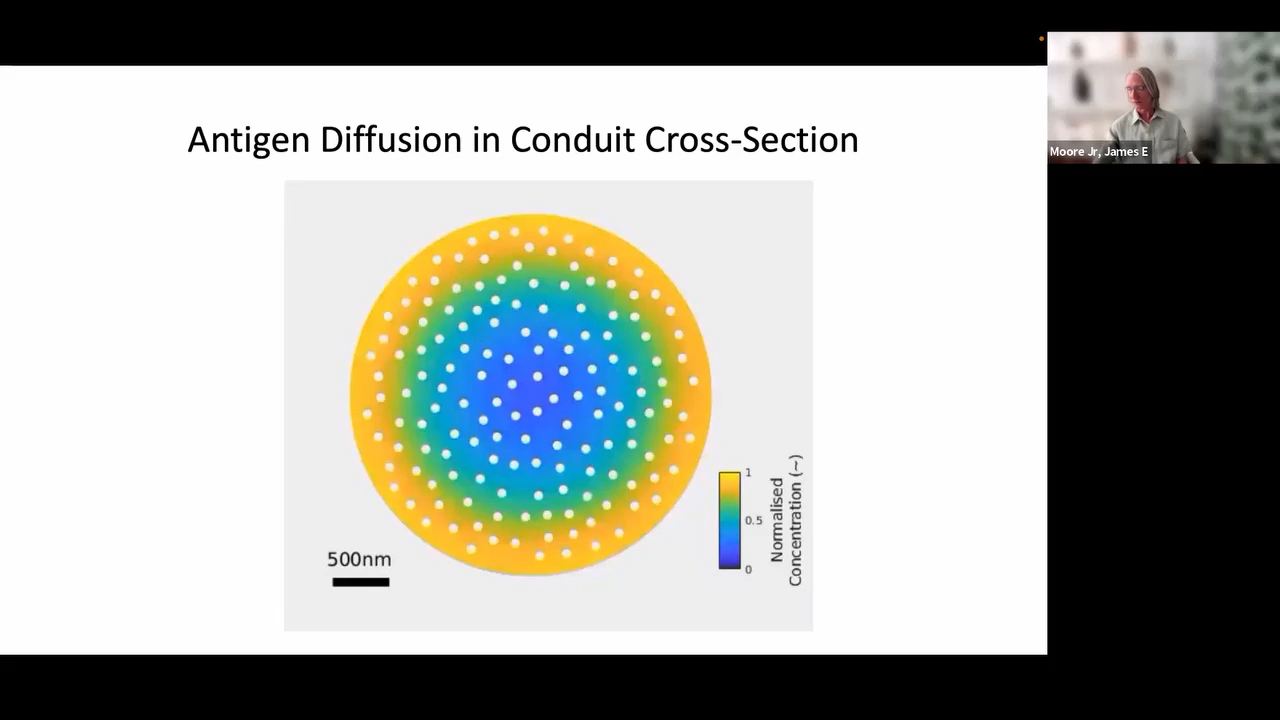 Antigen Diffusion in Conduit Cross-Section
Moore Jr, James E
500nm
1
0.5
0
Normalised
Concentration (~)